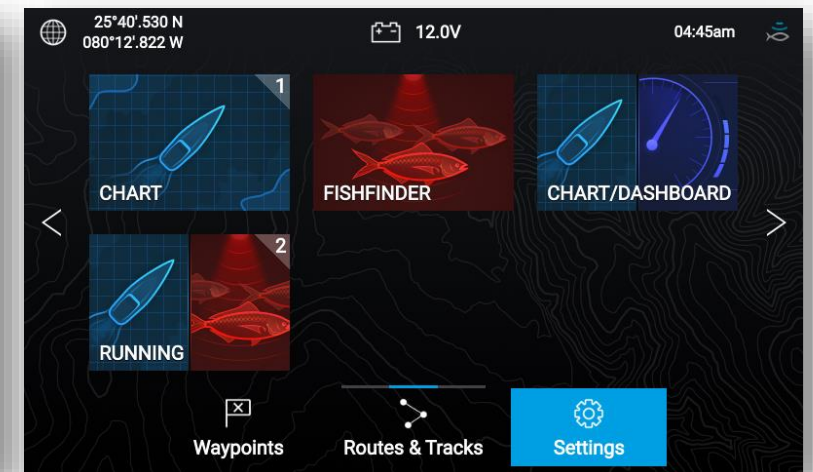 25°40'.530 N
080°12'.822 W
12.0V
04:45am
1
CHART
FISHFINDER
CHART/DASHBOARD
2
RUNNING
Waypoints
Routes & Tracks
Settings